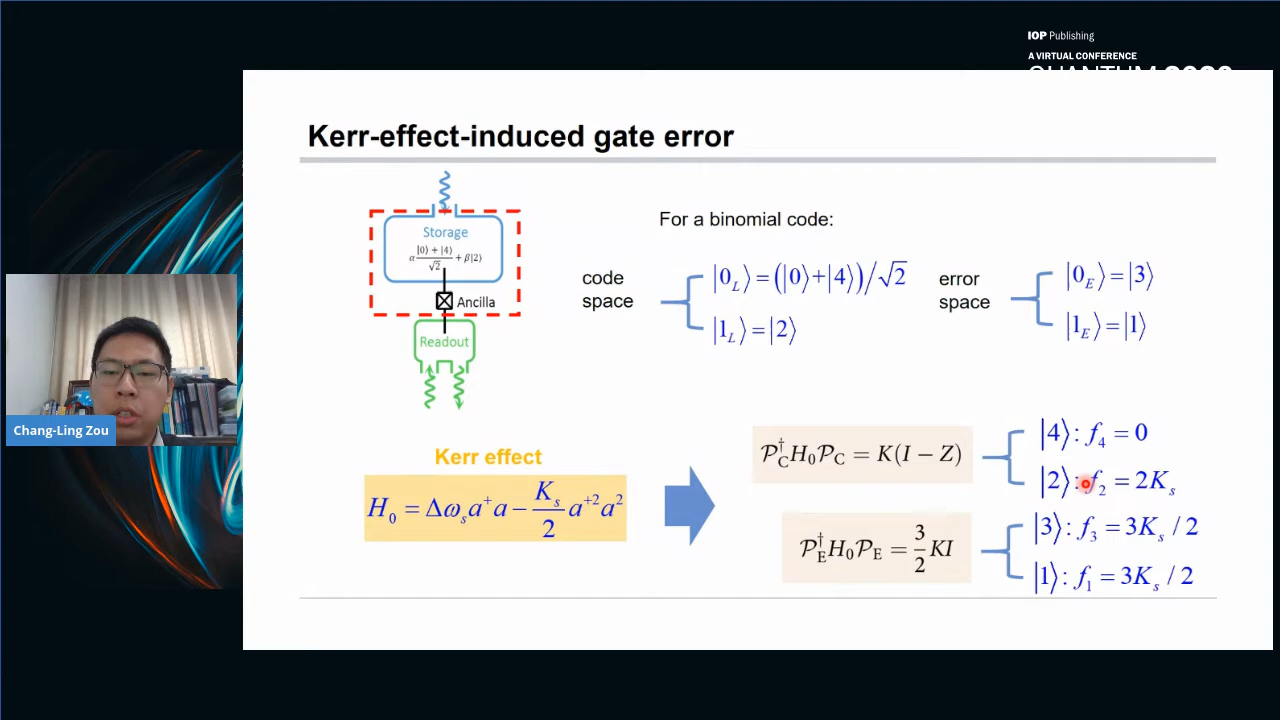 IOP Publishing
A VIRTUAL CONFERENCE
QUANTUM 2020
Kerr-effect-induced gate error
Storage
α (|0⟩ + |4⟩)/√2 + β|2⟩
Ancilla
Readout
For a binomial code:
code space
|0_L⟩ = (|0⟩+|4⟩)/√2
|1_L⟩ = |2⟩
error space
|0_E⟩ = |3⟩
|1_E⟩ = |1⟩
Chang-Ling Zou
Kerr effect
H_0 = Δω_s a^+ a − K_s/2 a^{+2} a^2
P_C^† H_0 P_C = K(I − Z)
|4⟩: f_4 = 0
|2⟩: f_2 = 2K_s
P_E^† H_0 P_E = 3/2 KI
|3⟩: f_3 = 3K_s / 2
|1⟩: f_1 = 3K_s / 2